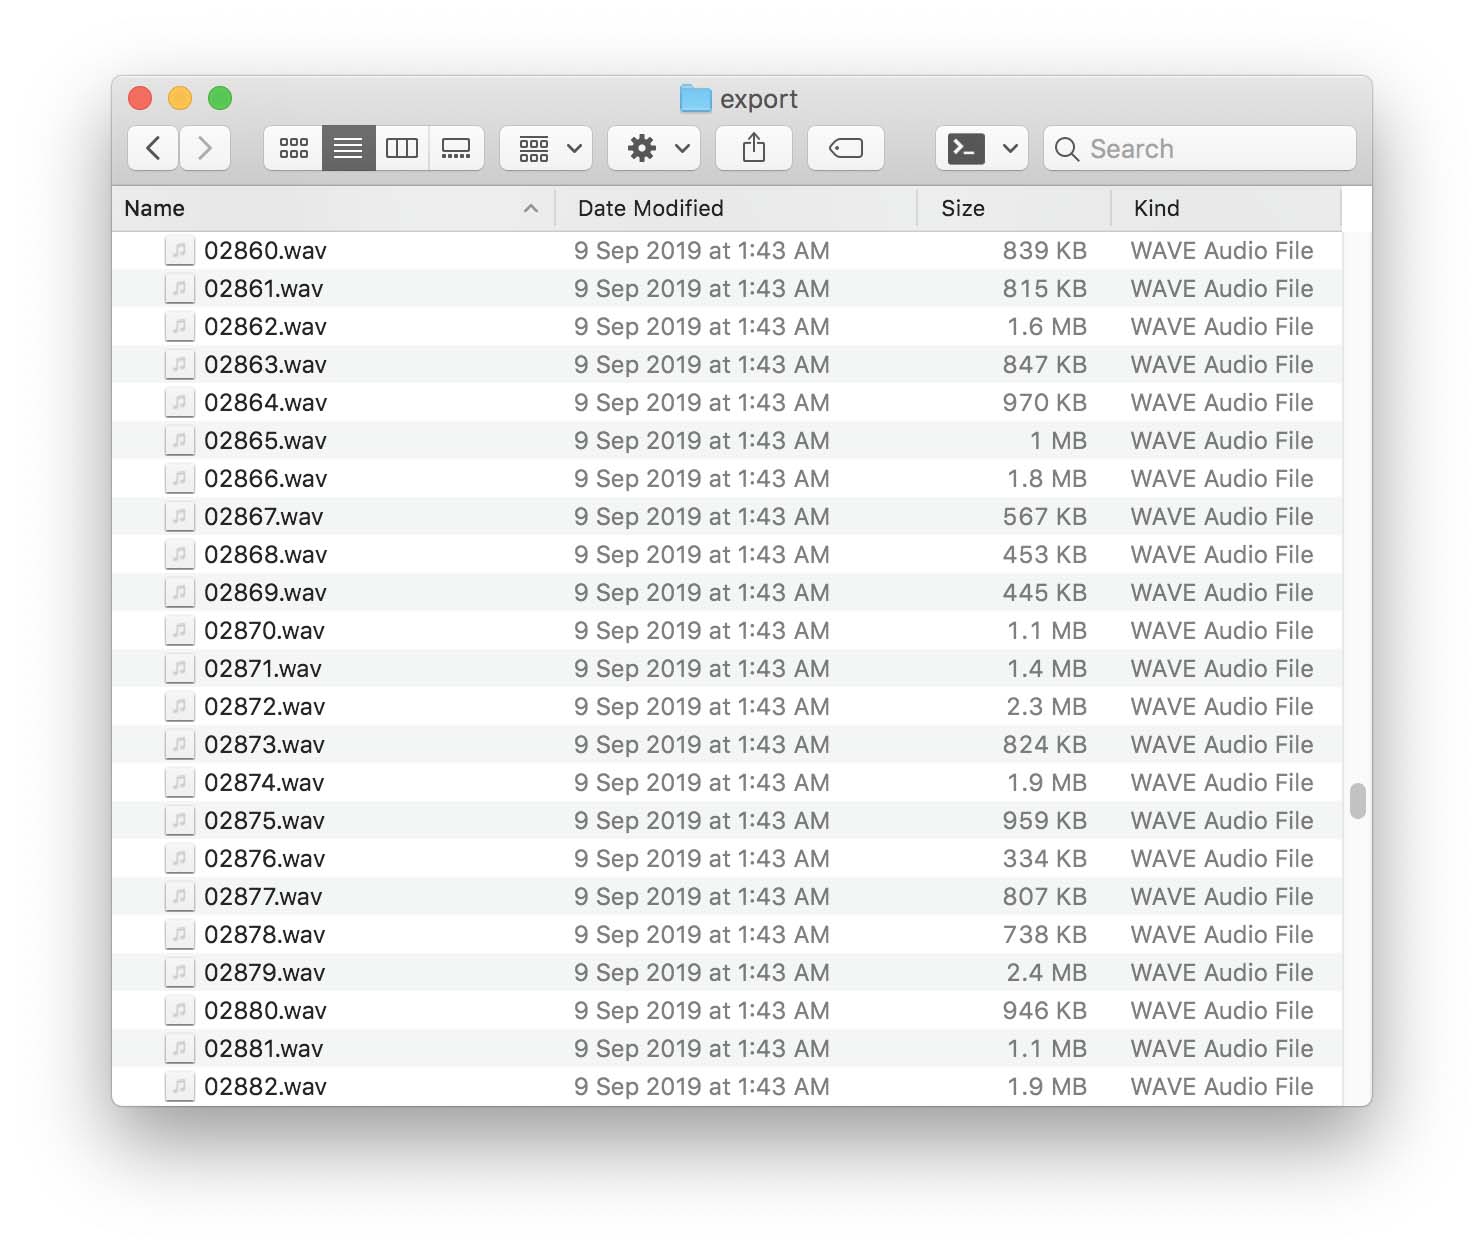 export
Search
Name Date Modified Size Kind
02860.wav 9 Sep 2019 at 1:43 AM 839 KB WAVE Audio File
02861.wav 9 Sep 2019 at 1:43 AM 815 KB WAVE Audio File
02862.wav 9 Sep 2019 at 1:43 AM 1.6 MB WAVE Audio File
02863.wav 9 Sep 2019 at 1:43 AM 847 KB WAVE Audio File
02864.wav 9 Sep 2019 at 1:43 AM 970 KB WAVE Audio File
02865.wav 9 Sep 2019 at 1:43 AM 1 MB WAVE Audio File
02866.wav 9 Sep 2019 at 1:43 AM 1.8 MB WAVE Audio File
02867.wav 9 Sep 2019 at 1:43 AM 567 KB WAVE Audio File
02868.wav 9 Sep 2019 at 1:43 AM 453 KB WAVE Audio File
02869.wav 9 Sep 2019 at 1:43 AM 445 KB WAVE Audio File
02870.wav 9 Sep 2019 at 1:43 AM 1.1 MB WAVE Audio File
02871.wav 9 Sep 2019 at 1:43 AM 1.4 MB WAVE Audio File
02872.wav 9 Sep 2019 at 1:43 AM 2.3 MB WAVE Audio File
02873.wav 9 Sep 2019 at 1:43 AM 824 KB WAVE Audio File
02874.wav 9 Sep 2019 at 1:43 AM 1.9 MB WAVE Audio File
02875.wav 9 Sep 2019 at 1:43 AM 959 KB WAVE Audio File
02876.wav 9 Sep 2019 at 1:43 AM 334 KB WAVE Audio File
02877.wav 9 Sep 2019 at 1:43 AM 807 KB WAVE Audio File
02878.wav 9 Sep 2019 at 1:43 AM 738 KB WAVE Audio File
02879.wav 9 Sep 2019 at 1:43 AM 2.4 MB WAVE Audio File
02880.wav 9 Sep 2019 at 1:43 AM 946 KB WAVE Audio File
02881.wav 9 Sep 2019 at 1:43 AM 1.1 MB WAVE Audio File
02882.wav 9 Sep 2019 at 1:43 AM 1.9 MB WAVE Audio File